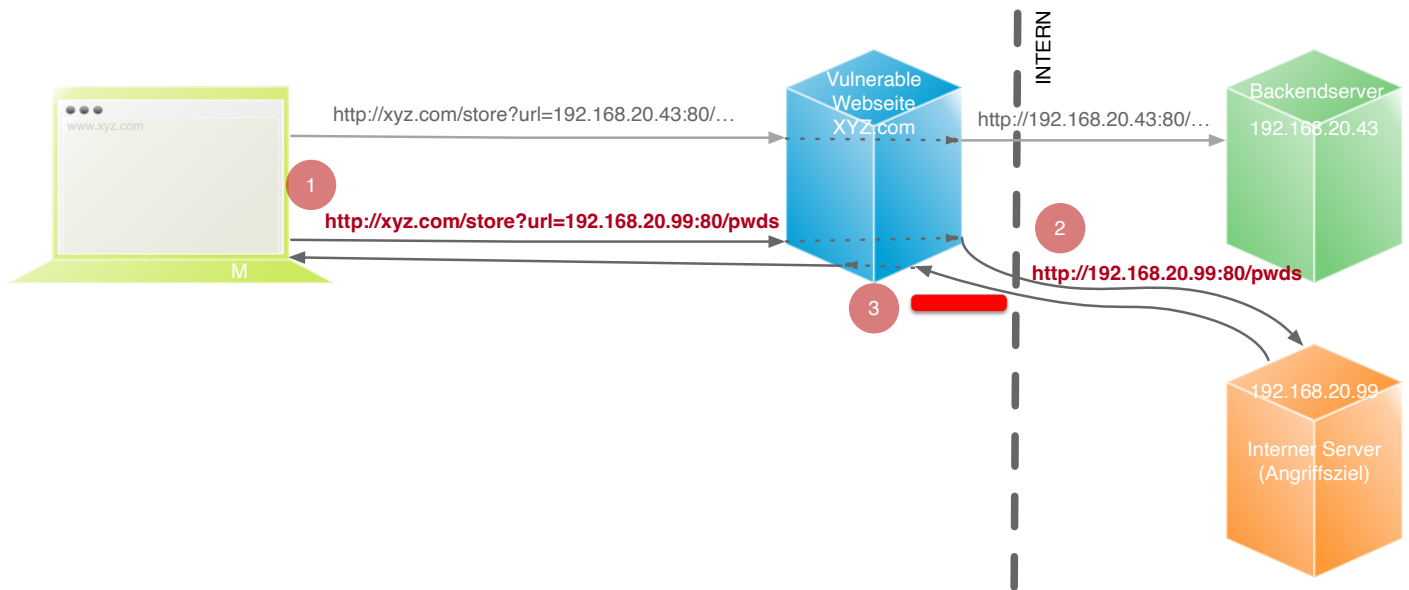 www.xyz.com
M
http://xyz.com/store?url=192.168.20.43:80/…
Vulnerable
Webseite
XYZ.com
INTERN
http://192.168.20.43:80/…
Backendserver
192.168.20.43
1
http://xyz.com/store?url=192.168.20.99:80/pwds
2
http://192.168.20.99:80/pwds
3
192.168.20.99
Interner Server
(Angriffsziel)